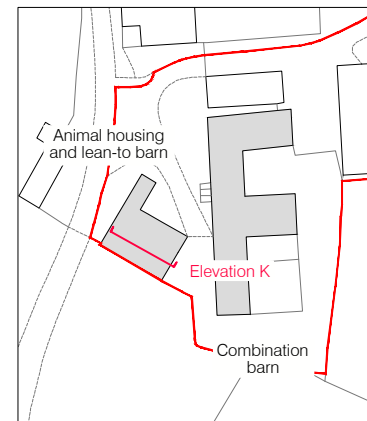 Animal housing
and lean-to barn
Elevation K
Combination
barn